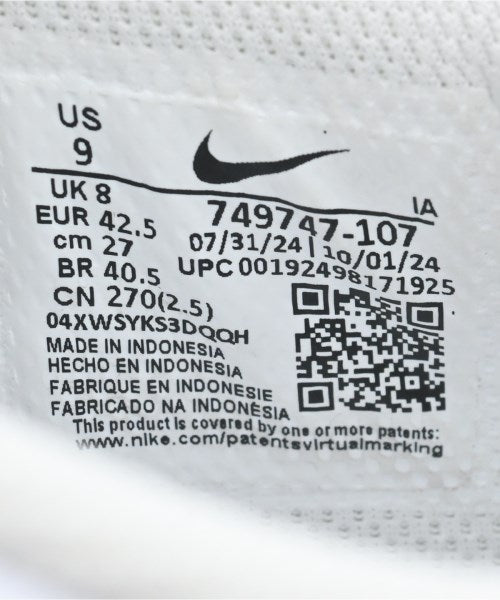 US
9
UK 8
EUR 42.5
cm 27
BR 40.5
CN 270(2.5)
IA
749747-107
07/31/24 | 10/01/24
UPC 00192498171925
04XWSYKS3DQQH
MADE IN INDONESIA
HECHO EN INDONESIA
FABRIQUE EN INDONESIE
FABRICADO NA INDONÉSIA
This product is covered by one or more patents:
www.nike.com/patentsvirtualmarking